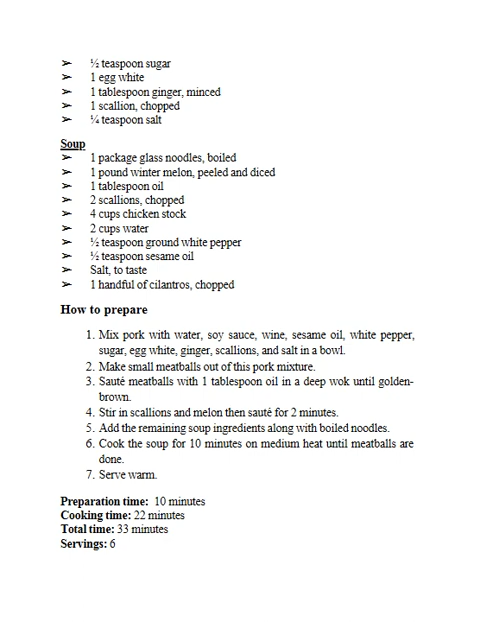 ➢ ½ teaspoon sugar
➢ 1 egg white
➢ 1 tablespoon ginger, minced
➢ 1 scallion, chopped
➢ ¼ teaspoon salt
Soup
➢ 1 package glass noodles, boiled
➢ 1 pound winter melon, peeled and diced
➢ 1 tablespoon oil
➢ 2 scallions, chopped
➢ 4 cups chicken stock
➢ 2 cups water
➢ ½ teaspoon ground white pepper
➢ ½ teaspoon sesame oil
➢ Salt, to taste
➢ 1 handful of cilantros, chopped
How to prepare
1. Mix pork with water, soy sauce, wine, sesame oil, white pepper,
sugar, egg white, ginger, scallions, and salt in a bowl.
2. Make small meatballs out of this pork mixture.
3. Sauté meatballs with 1 tablespoon oil in a deep wok until golden-
brown.
4. Stir in scallions and melon then sauté for 2 minutes.
5. Add the remaining soup ingredients along with boiled noodles.
6. Cook the soup for 10 minutes on medium heat until meatballs are
done.
7. Serve warm.
Preparation time: 10 minutes
Cooking time: 22 minutes
Total time: 33 minutes
Servings: 6